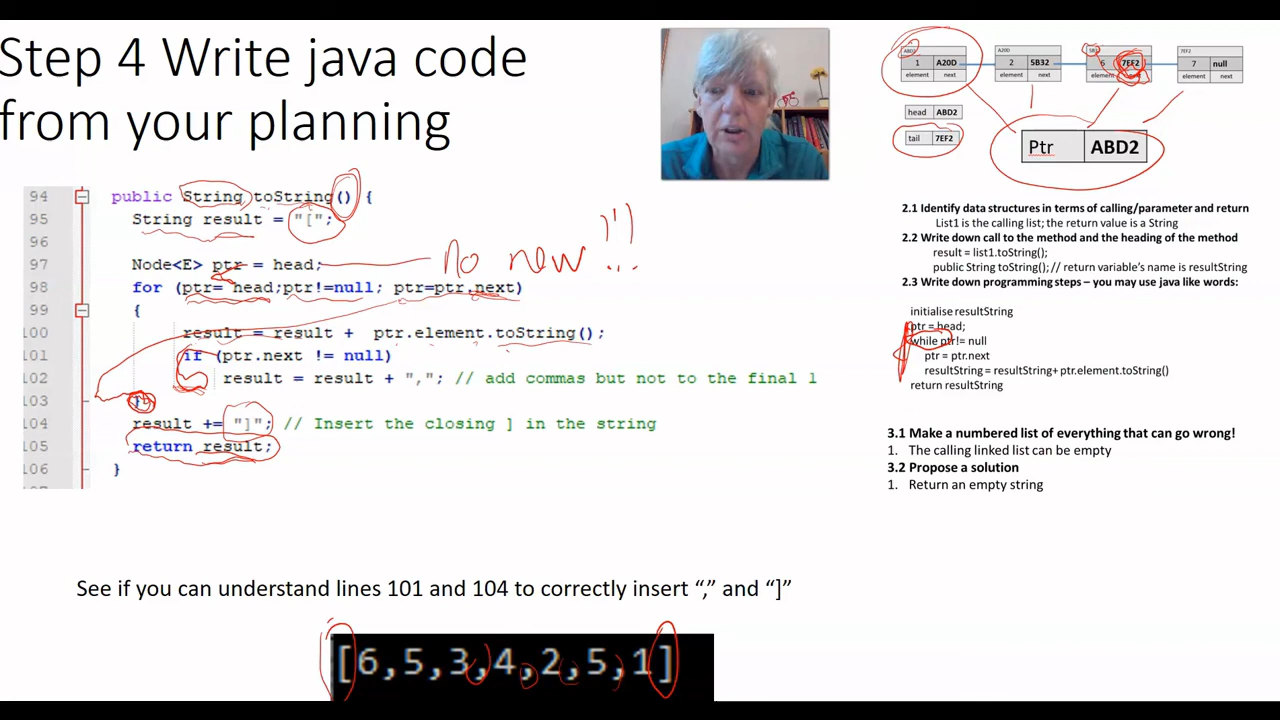 Step 4 Write java code
from your planning
94 public String toString() {
95 String result = "[";
96
97 Node<E> ptr = head;
98 for (ptr= head;ptr!=null; ptr=ptr.next)
99 {
100 result = result + ptr.element.toString();
101 if (ptr.next != null)
102 result = result + ","; // add commas but not to the final l
103 }
104 result += "]"; // Insert the closing ] in the string
105 return result;
106 }
no new !!!
See if you can understand lines 101 and 104 to correctly insert “,” and “]”
[6,5,3,4,2,5,1]
ABD2 A20D 5B32 7EF2
1 A20D 2 5B32 6 7EF2 7 null
element next element next element next element next
head ABD2
tail 7EF2
Ptr ABD2
2.1 Identify data structures in terms of calling/parameter and return
List1 is the calling list; the return value is a String
2.2 Write down call to the method and the heading of the method
result = list1.toString();
public String toString(); // return variable’s name is resultString
2.3 Write down programming steps – you may use java like words:
initialise resultString
ptr = head;
while ptr!= null
ptr = ptr.next
resultString = resultString+ ptr.element.toString()
return resultString
3.1 Make a numbered list of everything that can go wrong!
1. The calling linked list can be empty
3.2 Propose a solution
1. Return an empty string